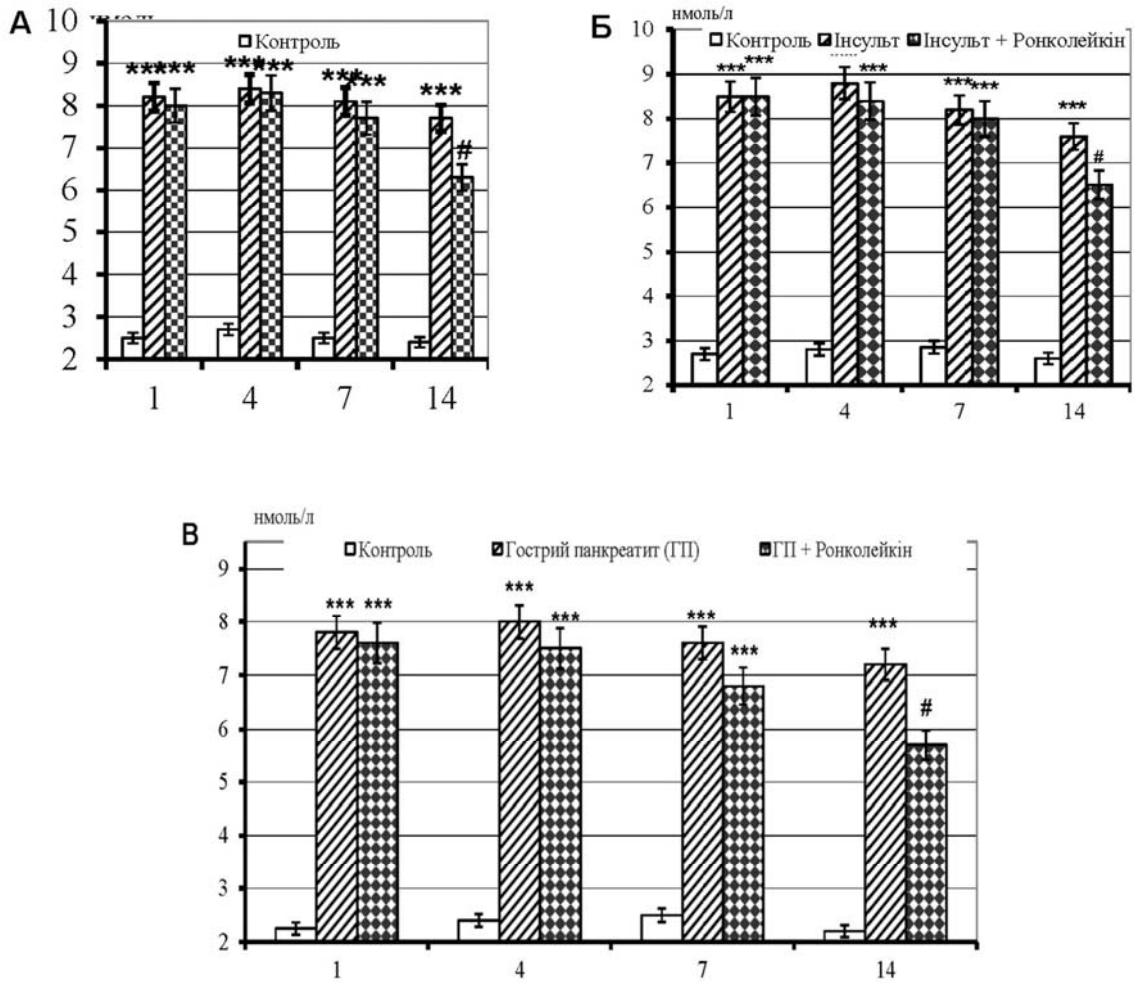 А
10
Контроль
9
*** *** *** *** *** *** ***
8
7
#
6
5
4
3
2
1 4 7 14
Б
нмоль/л
10
Контроль Інсульт Інсульт + Ронколейкін
9
*** *** *** *** *** ***
8
7
#
6
5
4
3
2
1 4 7 14
В
нмоль/л
Контроль Гострий панкреатит (ГП) ГП + Ронколейкін
9
*** *** *** *** *** *** ***
8
7
#
6
5
4
3
2
1 4 7 14